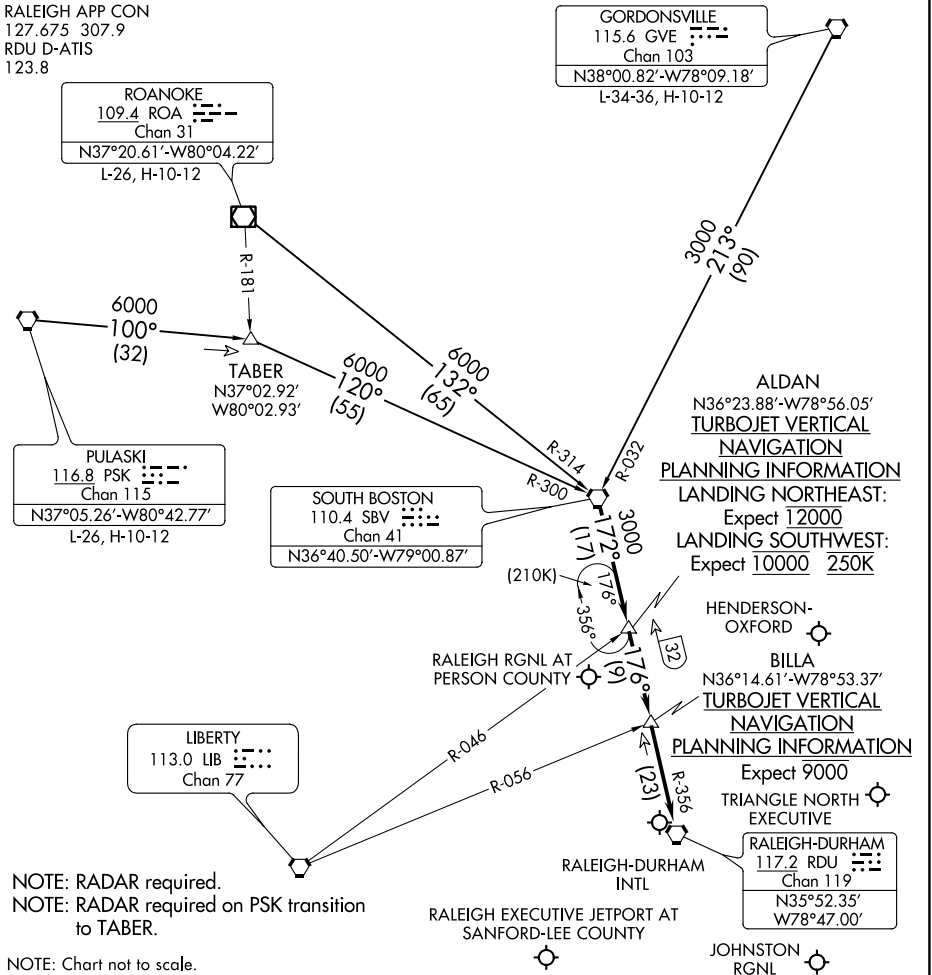 RALEIGH APP CON
127.675 307.9
RDU D-ATIS
123.8
GORDONSVILLE
115.6 GVE
Chan 103
N38°00.82'-W78°09.18'
L-34-36, H-10-12
ROANOKE
109.4 ROA
Chan 31
N37°20.61'-W80°04.22'
L-26, H-10-12
R-181
3000
213°
(90)
6000
100°
(32)
TABER
N37°02.92'
W80°02.93'
6000
120°
(55)
6000
132°
(65)
R-314
R-300
R-032
PULASKI
116.8 PSK
Chan 115
N37°05.26'-W80°42.77'
L-26, H-10-12
SOUTH BOSTON
110.4 SBV
Chan 41
N36°40.50'-W79°00.87'
3000
172°
(17)
ALDAN
N36°23.88'-W78°56.05'
TURBOJET VERTICAL
NAVIGATION
PLANNING INFORMATION
LANDING NORTHEAST:
Expect 12000
LANDING SOUTHWEST:
Expect 10000 250K
(210K)
176°
356°
32
HENDERSON-
OXFORD
RALEIGH RGNL AT
PERSON COUNTY
176°
(9)
BILLA
N36°14.61'-W78°53.37'
TURBOJET VERTICAL
NAVIGATION
PLANNING INFORMATION
Expect 9000
LIBERTY
113.0 LIB
Chan 77
R-046
R-056
(23)
R-356
TRIANGLE NORTH
EXECUTIVE
RALEIGH-DURHAM
INTL
RALEIGH-DURHAM
117.2 RDU
Chan 119
N35°52.35'
W78°47.00'
NOTE: RADAR required.
NOTE: RADAR required on PSK transition
to TABER.
RALEIGH EXECUTIVE JETPORT AT
SANFORD-LEE COUNTY
JOHNSTON
RGNL
NOTE: Chart not to scale.